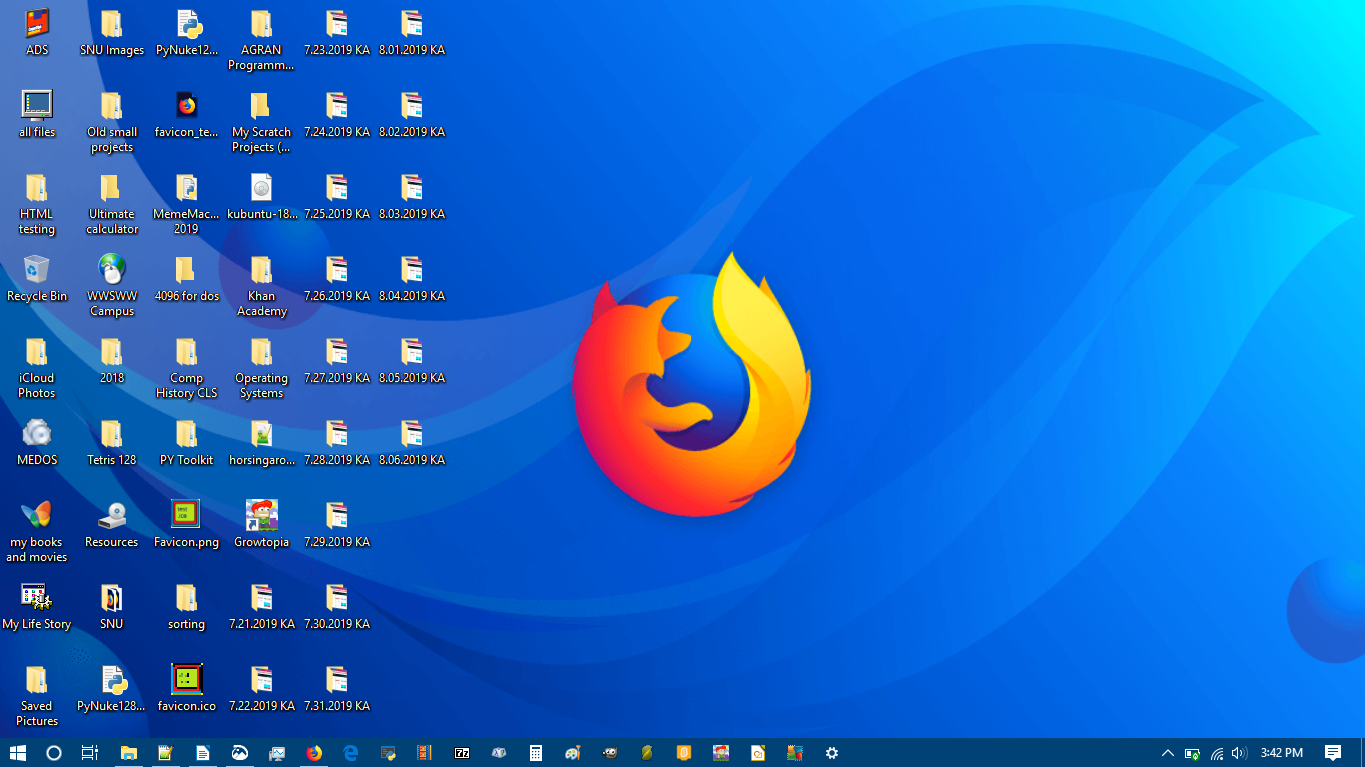 ADS
SNU Images
PyNuke12...
AGRAN
Programm...
7.23.2019 KA
8.01.2019 KA
all files
Old small
projects
favicon_te...
My Scratch
Projects (...
7.24.2019 KA
8.02.2019 KA
HTML
testing
Ultimate
calculator
MemeMac...
2019
kubuntu-18...
7.25.2019 KA
8.03.2019 KA
Recycle Bin
WWSWW
Campus
4096 for dos
Khan
Academy
7.26.2019 KA
8.04.2019 KA
iCloud
Photos
2018
Comp
History CLS
Operating
Systems
7.27.2019 KA
8.05.2019 KA
MEDOS
Tetris 128
PY Toolkit
horsingaro...
7.28.2019 KA
8.06.2019 KA
my books
and movies
Resources
Favicon.png
Growtopia
7.29.2019 KA
My Life Story
SNU
sorting
7.21.2019 KA
7.30.2019 KA
Saved
Pictures
PyNuke128...
favicon.ico
7.22.2019 KA
7.31.2019 KA
3:42 PM